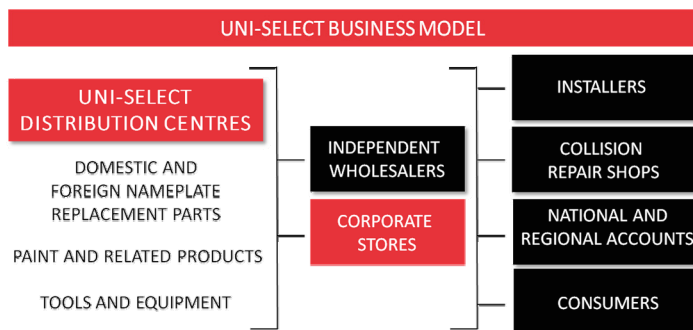 UNI-SELECT BUSINESS MODEL
UNI-SELECT
DISTRIBUTION CENTRES
DOMESTIC AND
FOREIGN NAMEPLATE
REPLACEMENT PARTS
PAINT AND RELATED PRODUCTS
TOOLS AND EQUIPMENT
INDEPENDENT
WHOLESALERS
CORPORATE
STORES
INSTALLERS
COLLISION
REPAIR SHOPS
NATIONAL AND
REGIONAL ACCOUNTS
CONSUMERS